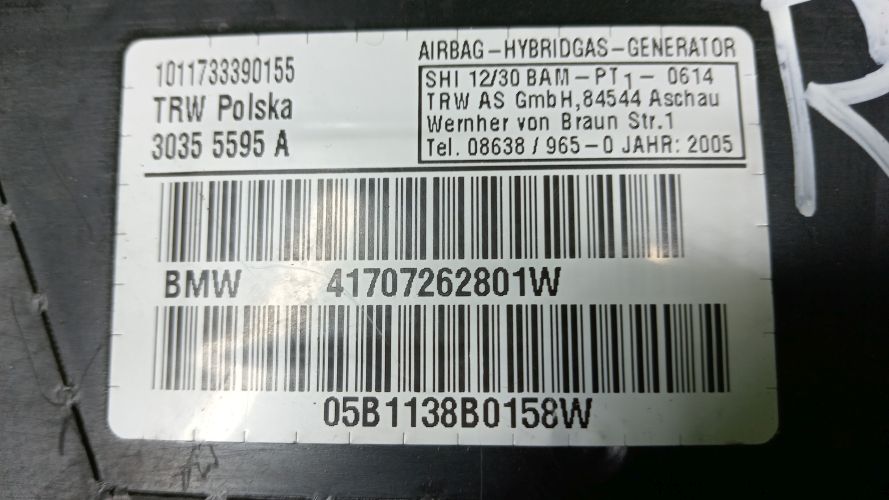 1011733390155
TRW Polska
3035 5595 A
AIRBAG-HYBRIDGAS-GENERATOR
SHI 12/30 BAM-PT1- 0614
TRW AS GmbH,84544 Aschau
Wernher von Braun Str.1
Tel. 08638 / 965-0 JAHR: 2005
BMW 41707262801W
05B1138B0158W
R